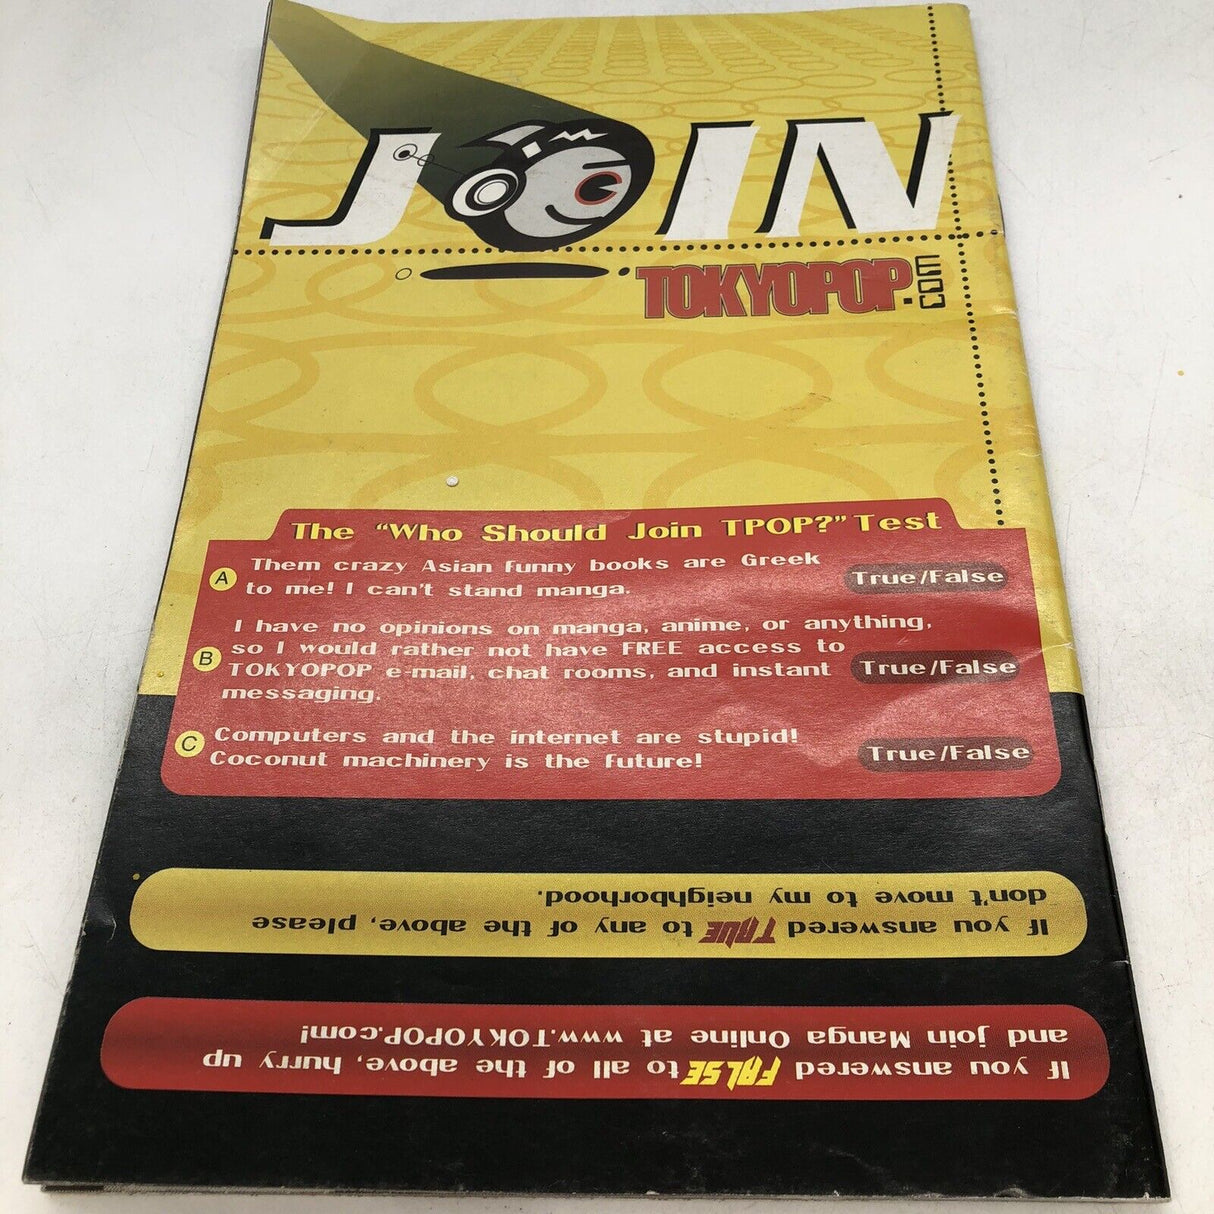 JOIN
TOKYOPOP.com
The "Who Should Join TPOP?" Test
A Them crazy Asian funny books are Greek
to me! I can't stand manga.
True/False
B I have no opinions on manga, anime, or anything,
so I would rather not have FREE access to
TOKYOPOP e-mail, chat rooms, and instant
messaging.
True/False
C Computers and the internet are stupid!
Coconut machinery is the future!
True/False
If you answered TRUE to any of the above, please
don't move to my neighborhood.
If you answered FALSE to all of the above, hurry up
and join Manga Online at www.TOKYOPOP.com!